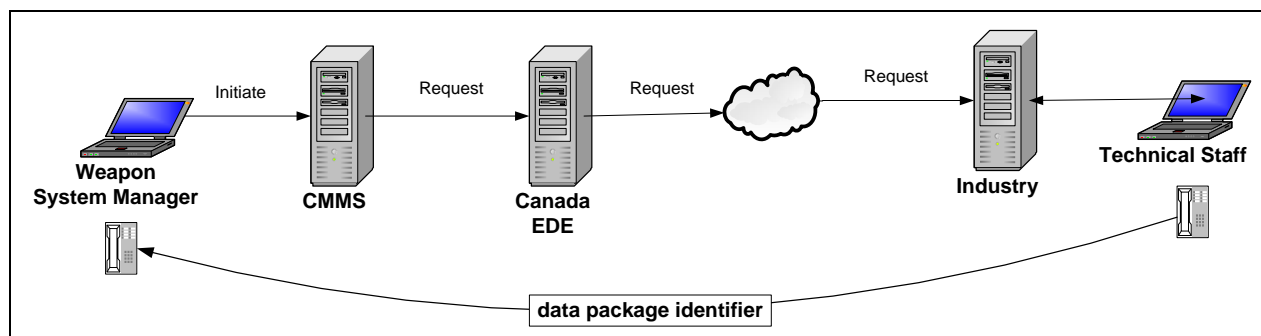 Initiate
Request
Request
Request
Weapon
System Manager
CMMS
Canada
EDE
Industry
Technical Staff
data package identifier